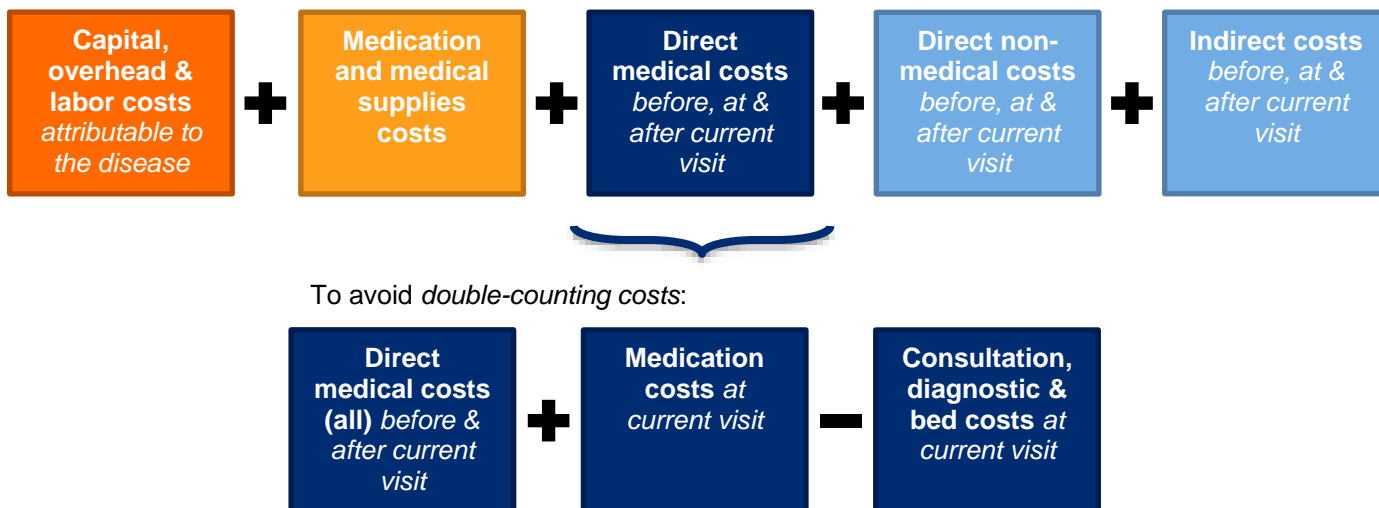 Capital,
overhead &
labor costs
attributable to
the disease
Medication
and medical
supplies
costs
Direct
medical costs
before, at &
after current
visit
Direct non-
medical costs
before, at &
after current
visit
Indirect costs
before, at &
after current
visit
To avoid double-counting costs:
Direct
medical costs
(all) before &
after current
visit
Medication
costs at
current visit
Consultation,
diagnostic &
bed costs at
current visit